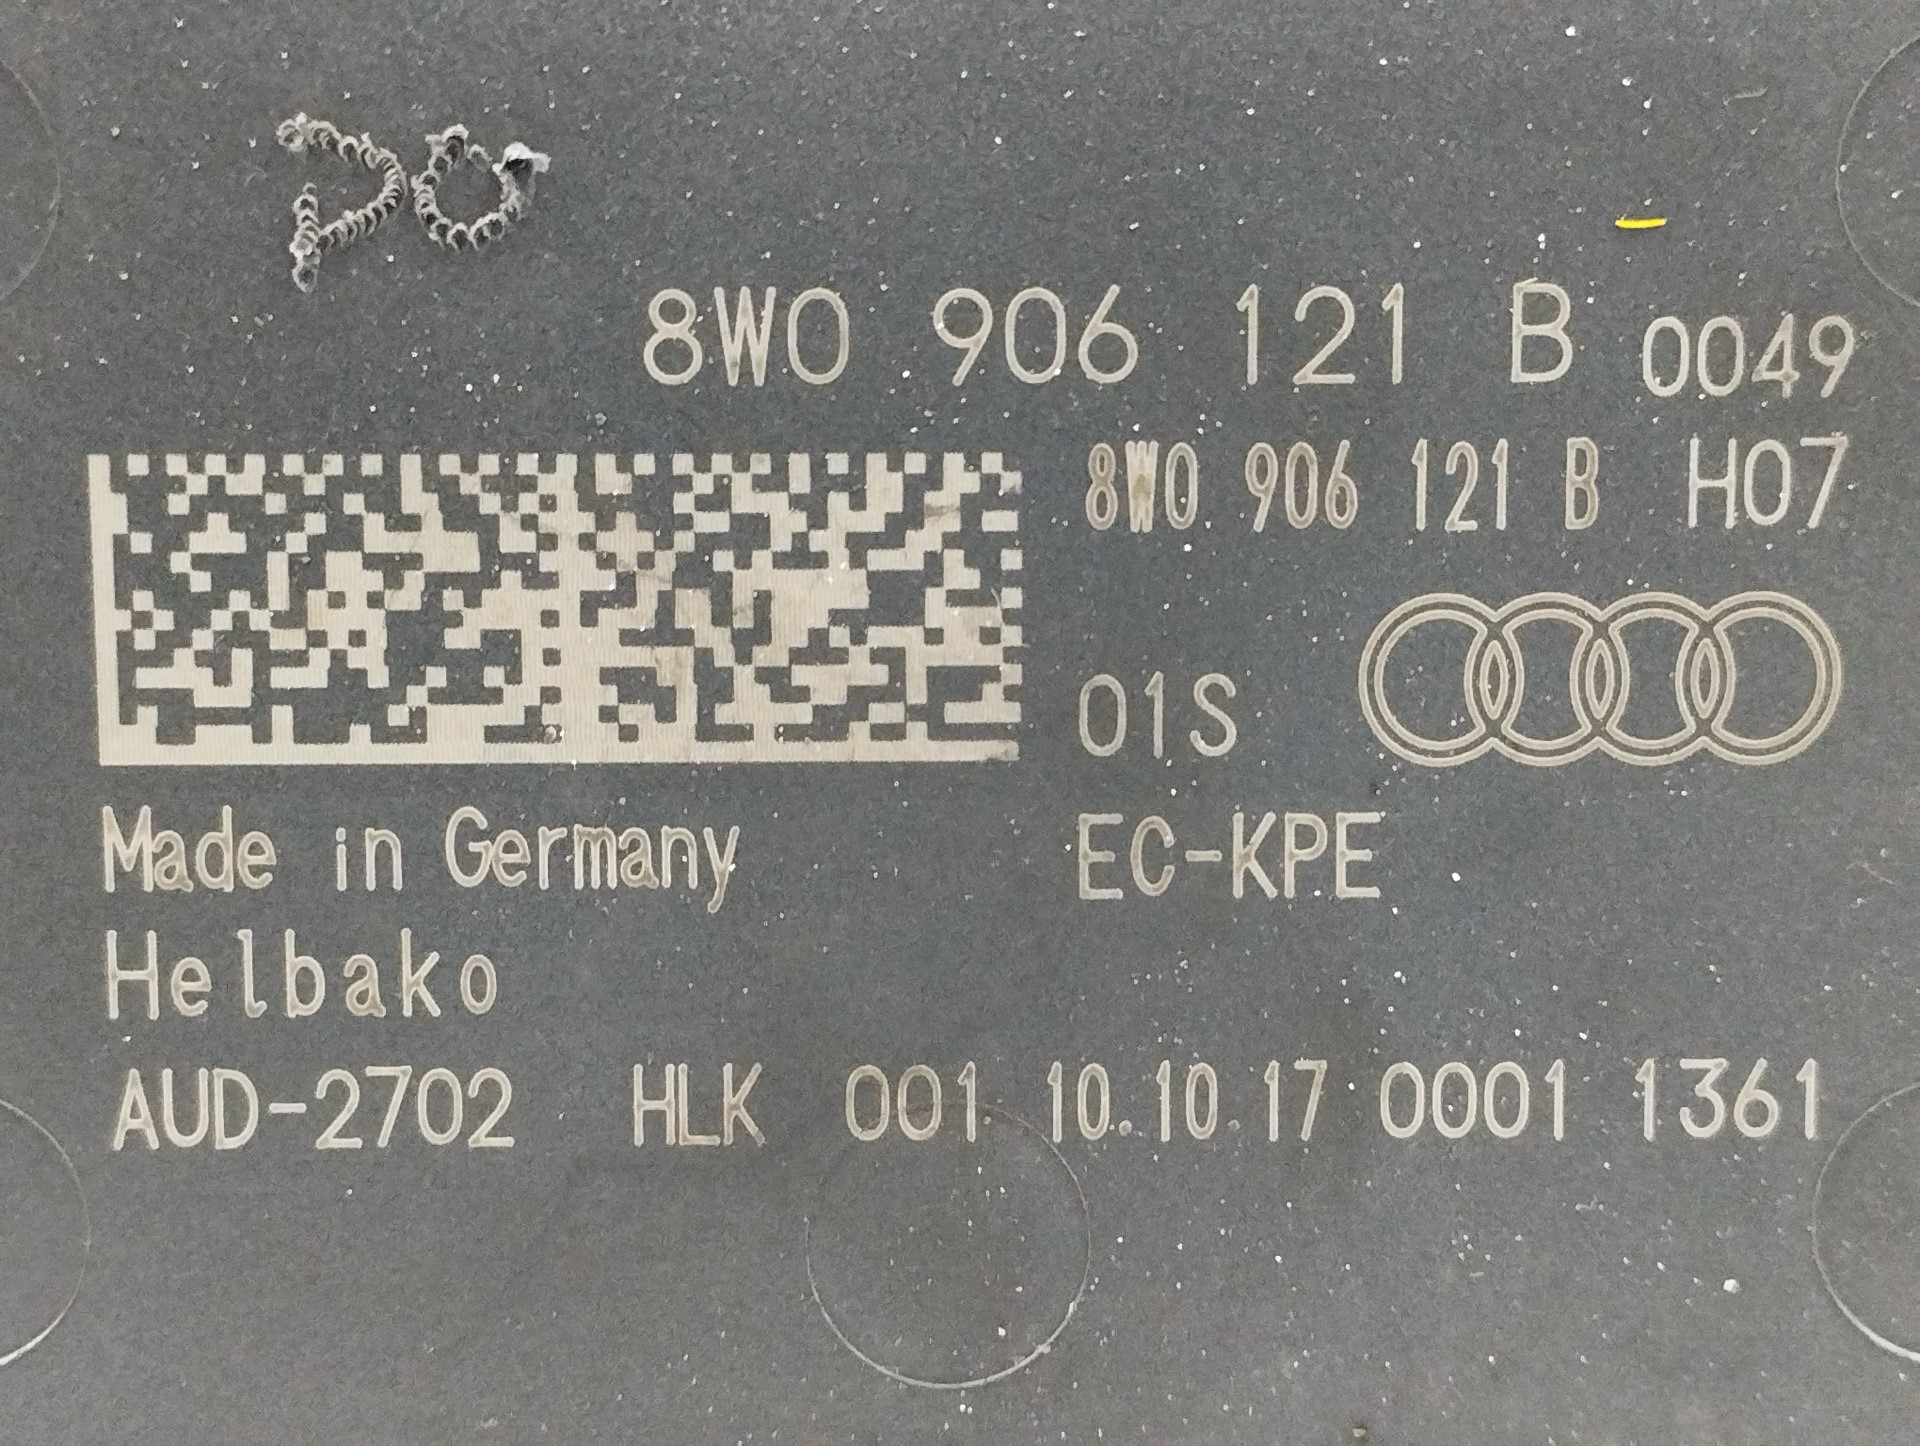 PO
8W0 906 121 B 0049
8W0 906 121 B H07
01S
EC-KPE
Made in Germany
Helbako
AUD-2702 HLK 001 10.10.17 0001 1361